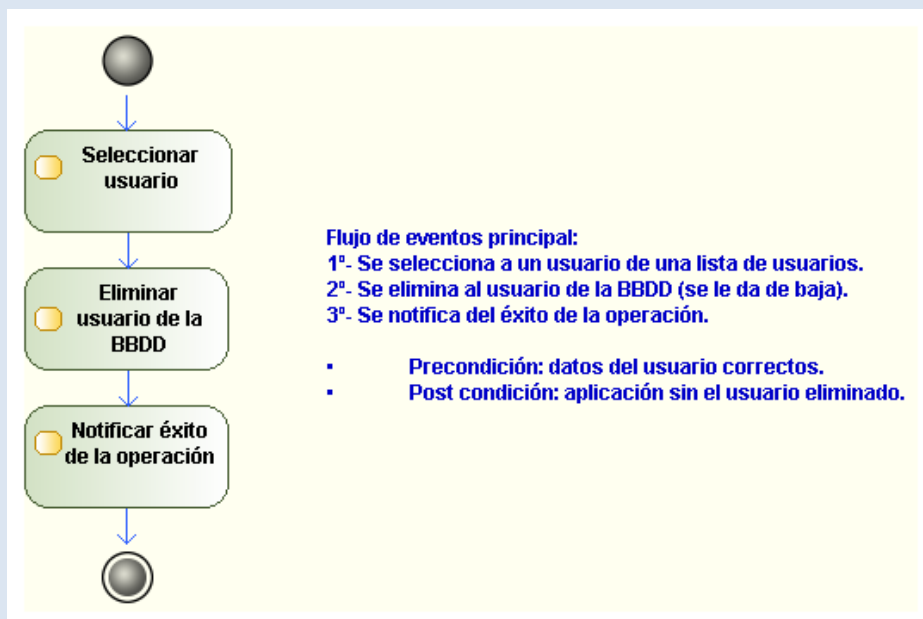 Seleccionar
usuario
Eliminar
usuario de la
BBDD
Notificar éxito
de la operación
Flujo de eventos principal:
1º- Se selecciona a un usuario de una lista de usuarios.
2º- Se elimina al usuario de la BBDD (se le da de baja).
3º- Se notifica del éxito de la operación.
▪ Precondición: datos del usuario correctos.
▪ Post condición: aplicación sin el usuario eliminado.